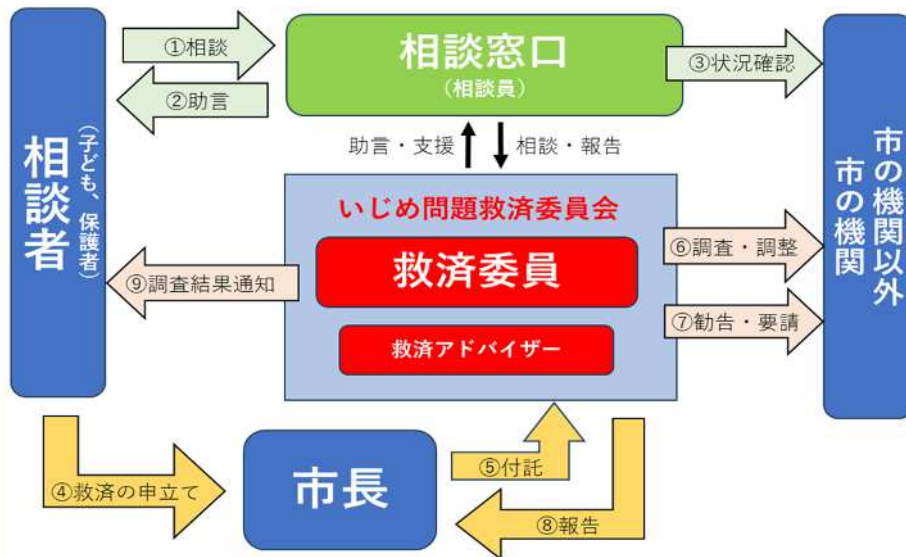 ①相談
②助言
相談窓口
(相談員)
③状況確認
相談者
(子ども、保護者)
助言・支援
相談・報告
市の機関以外
市の機関
いじめ問題救済委員会
救済委員
救済アドバイザー
⑥調査・調整
⑦勧告・要請
⑨調査結果通知
④救済の申立て
市長
⑤付託
⑧報告